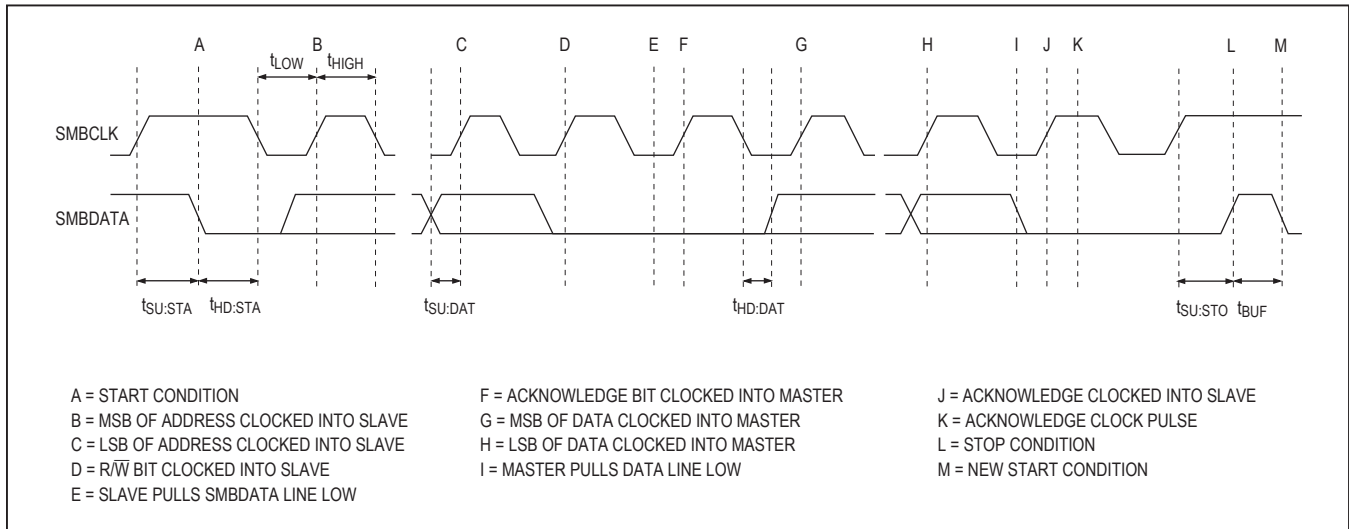 A B C D E F G H I J K L M
tLOW tHIGH
SMBCLK
SMBDATA
tSU:STA tHD:STA tSU:DAT tHD:DAT tSU:STO tBUF
A = START CONDITION
B = MSB OF ADDRESS CLOCKED INTO SLAVE
C = LSB OF ADDRESS CLOCKED INTO SLAVE
D = R/W̅ BIT CLOCKED INTO SLAVE
E = SLAVE PULLS SMBDATA LINE LOW
F = ACKNOWLEDGE BIT CLOCKED INTO MASTER
G = MSB OF DATA CLOCKED INTO MASTER
H = LSB OF DATA CLOCKED INTO MASTER
I = MASTER PULLS DATA LINE LOW
J = ACKNOWLEDGE CLOCKED INTO SLAVE
K = ACKNOWLEDGE CLOCK PULSE
L = STOP CONDITION
M = NEW START CONDITION